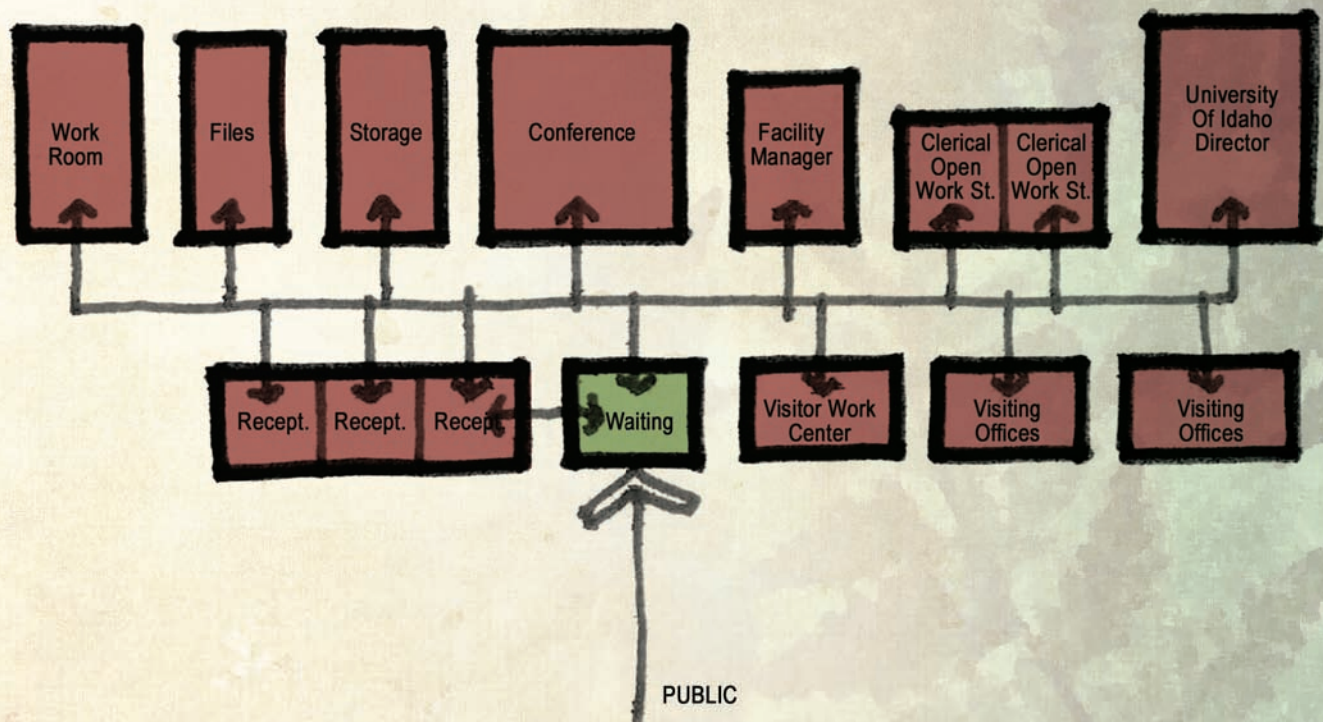 Work
Room
Files
Storage
Conference
Facility
Manager
Clerical
Open
Work St.
Clerical
Open
Work St.
University
Of Idaho
Director
Recept.
Recept.
Recept
Waiting
Visitor Work
Center
Visiting
Offices
Visiting
Offices
PUBLIC